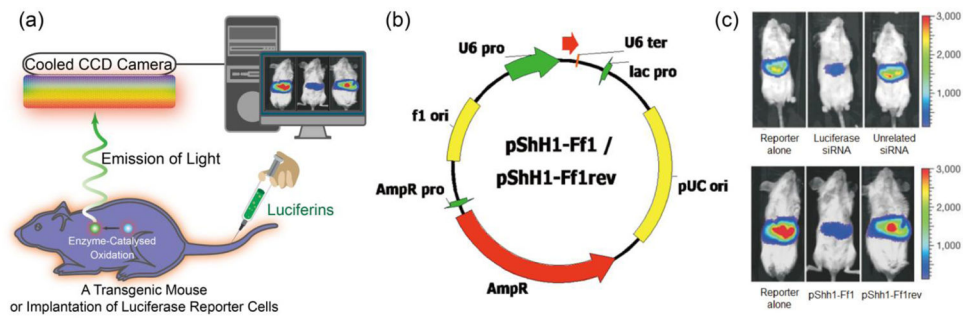 (a)
Cooled CCD Camera
Emission of Light
Luciferins
Enzyme-Catalysed
Oxidation
A Transgenic Mouse
or Implantation of Luciferase Reporter Cells
(b)
U6 pro
U6 ter
lac pro
f1 ori
pShH1-Ff1 /
pShH1-Ff1rev
AmpR pro
pUC ori
AmpR
(c)
3,000
2,000
1,000
Reporter
alone
Luciferase
siRNA
Unrelated
siRNA
3,000
2,000
1,000
Reporter
alone
pShh1-Ff1
pShh1-Ff1rev